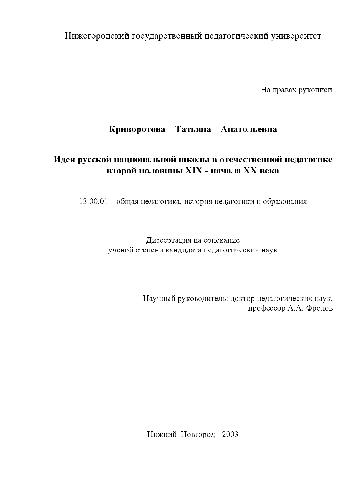 Нижегородский государственный педагогический университет
На правах рукописи
Криворотова Татьяна Анатольевна
Идея русской национальной школы в отечественной педагогике
второй половины XIX - начала XX века
13.00.01 – общая педагогика, история педагогики и образования
Диссертация на соискание
ученой степени кандидата педагогических наук
Научный руководитель: доктор педагогических наук,
профессор А.А. Фролов
Нижний Новгород - 2003